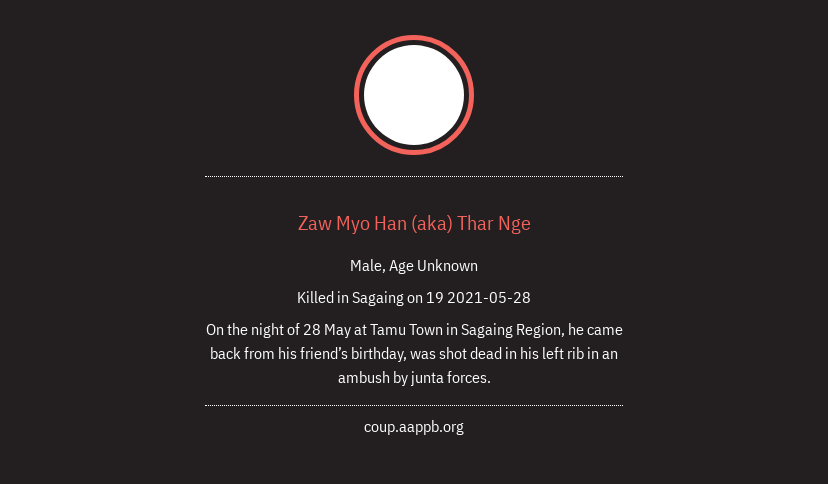 Zaw Myo Han (aka) Thar Nge
Male, Age Unknown
Killed in Sagaing on 19 2021-05-28
On the night of 28 May at Tamu Town in Sagaing Region, he came
back from his friend’s birthday, was shot dead in his left rib in an
ambush by junta forces.
coup.aappb.org